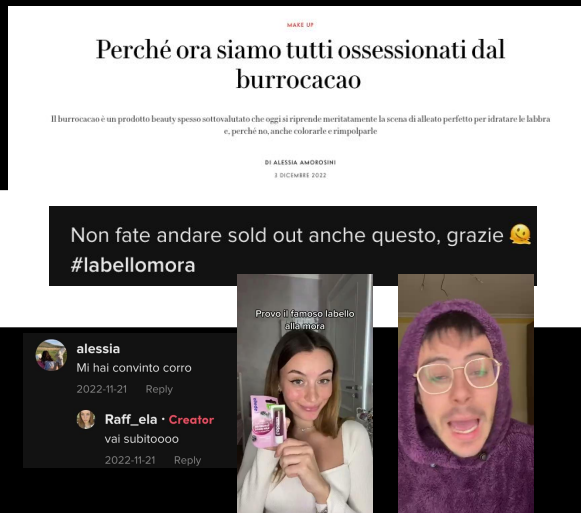 MAKE UP
Perché ora siamo tutti ossessionati dal
burrocacao
Il burrocacao è un prodotto beauty spesso sottovalutato che oggi si riprende meritatamente la scena di alleato perfetto per idratare le labbra
e, perché no, anche colorarle e rimpolparle
DI ALESSIA AMOROSINI
3 DICEMBRE 2022
Non fate andare sold out anche questo, grazie 🫠
#labellomora
Provo il famoso labello
alla mora
alessia
Mi hai convinto corro
2022-11-21 Reply
Raff_ela · Creator
vai subitoooo
2022-11-21 Reply